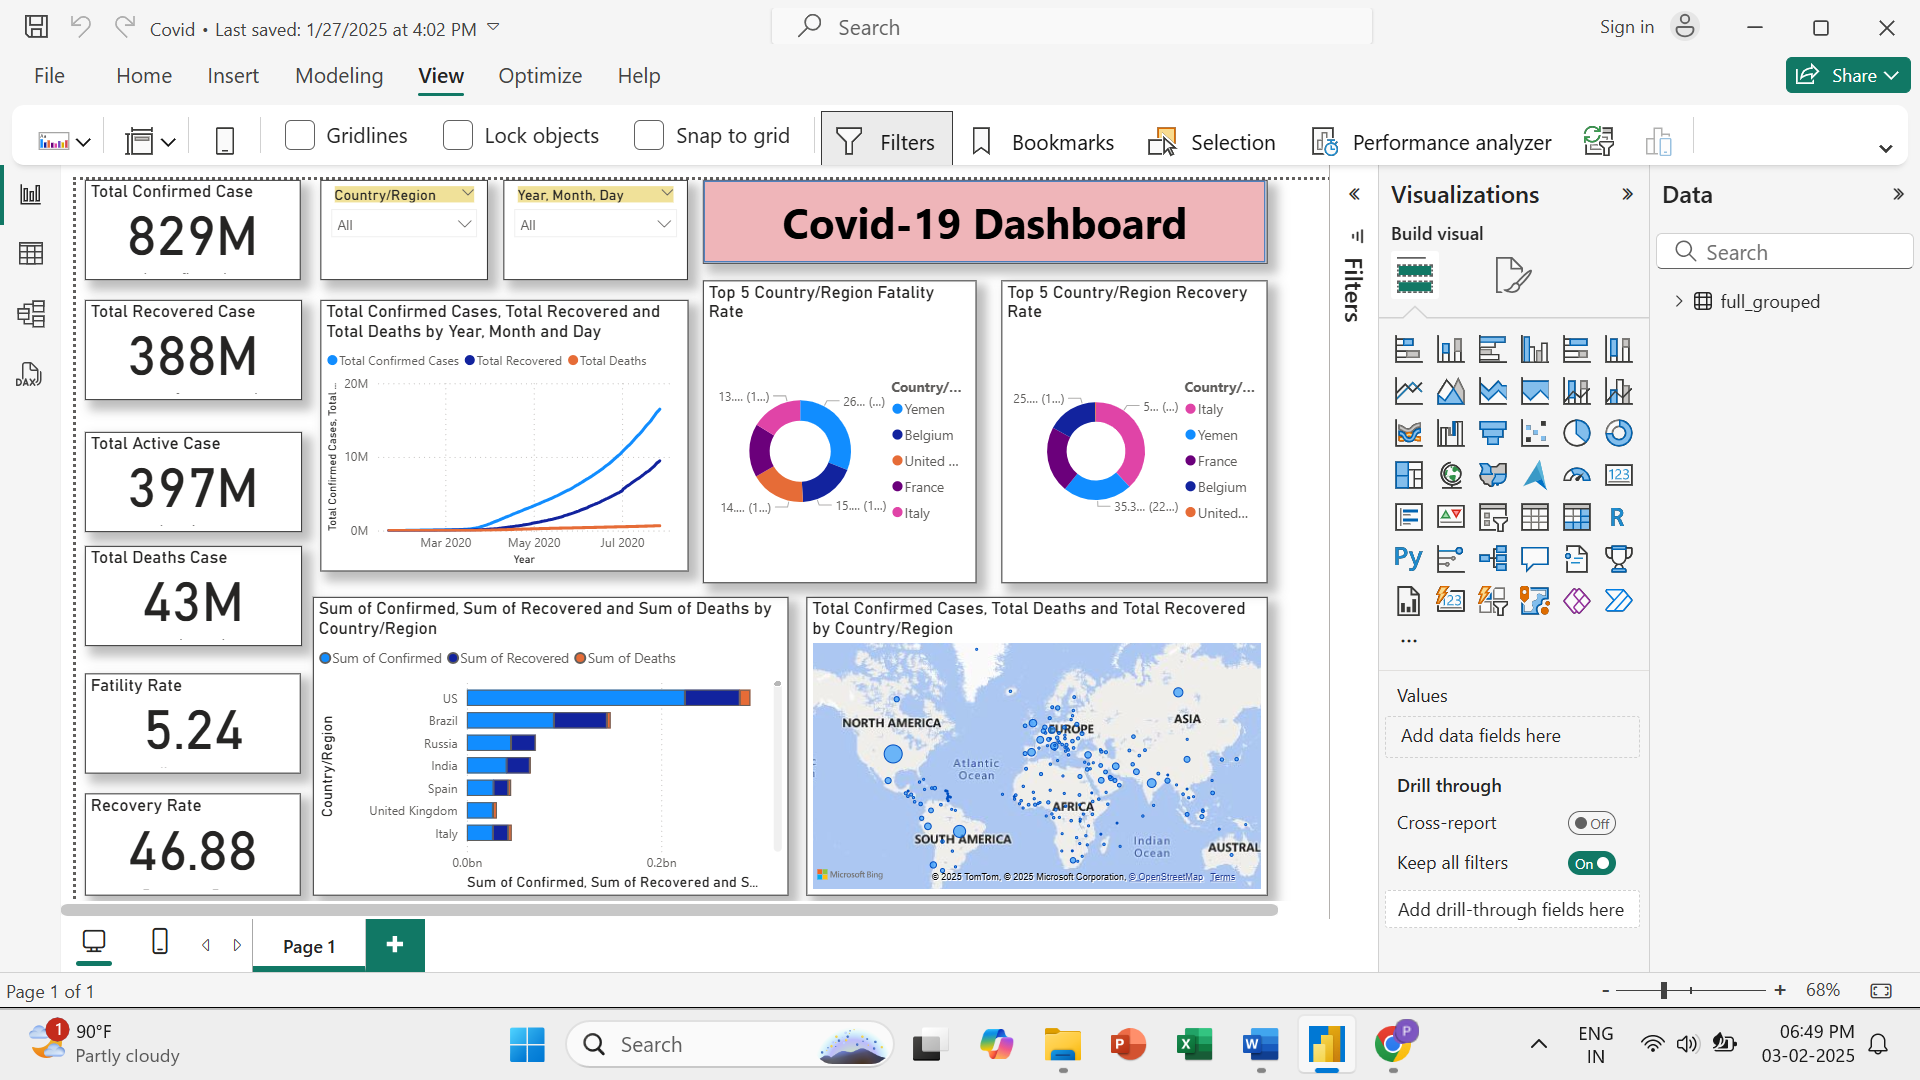 Covid • Last saved: 1/27/2025 at 4:02 PM
Search
Sign in
File
Home
Insert
Modeling
View
Optimize
Help
Share
Gridlines
Lock objects
Snap to grid
Filters
Bookmarks
Selection
Performance analyzer
Total Confirmed Case
829M
Total Recovered Case
388M
Total Active Case
397M
Total Deaths Case
43M
Fatility Rate
5.24
Recovery Rate
46.88
Country/Region
All
Year, Month, Day
All
Covid-19 Dashboard
Total Confirmed Cases, Total Recovered and
Total Deaths by Year, Month and Day
Total Confirmed Cases Total Recovered Total Deaths
Total Confirmed Cases, Total ...
20M
10M
0M
Mar 2020 May 2020 Jul 2020
Year
Top 5 Country/Region Fatality
Rate
13.... (1...)
26... (...)
14.... (1...)
15.... (1...)
Country/...
Yemen
Belgium
United ...
France
Italy
Top 5 Country/Region Recovery
Rate
25.... (1...)
5... (...)
35.3... (22...)
Country/...
Italy
Yemen
France
Belgium
United...
Sum of Confirmed, Sum of Recovered and Sum of Deaths by
Country/Region
Sum of Confirmed Sum of Recovered Sum of Deaths
Country/Region
US
Brazil
Russia
India
Spain
United Kingdom
Italy
0.0bn 0.2bn
Sum of Confirmed, Sum of Recovered and S...
Total Confirmed Cases, Total Deaths and Total Recovered
by Country/Region
NORTH AMERICA
EUROPE
ASIA
Atlantic
Ocean
AFRICA
SOUTH AMERICA
Indian
Ocean
AUSTRAL
Microsoft Bing
© 2025 TomTom, © 2025 Microsoft Corporation, © OpenStreetMap Terms
Filters
Visualizations
Build visual
123
R
Py
123
...
Values
Add data fields here
Drill through
Cross-report
Off
Keep all filters
On
Add drill-through fields here
Data
Search
full_grouped
DAX
Page 1
+
Page 1 of 1
- + 68%
1
90°F
Partly cloudy
Search
P
X
W
P
ENG
IN
06:49 PM
03-02-2025